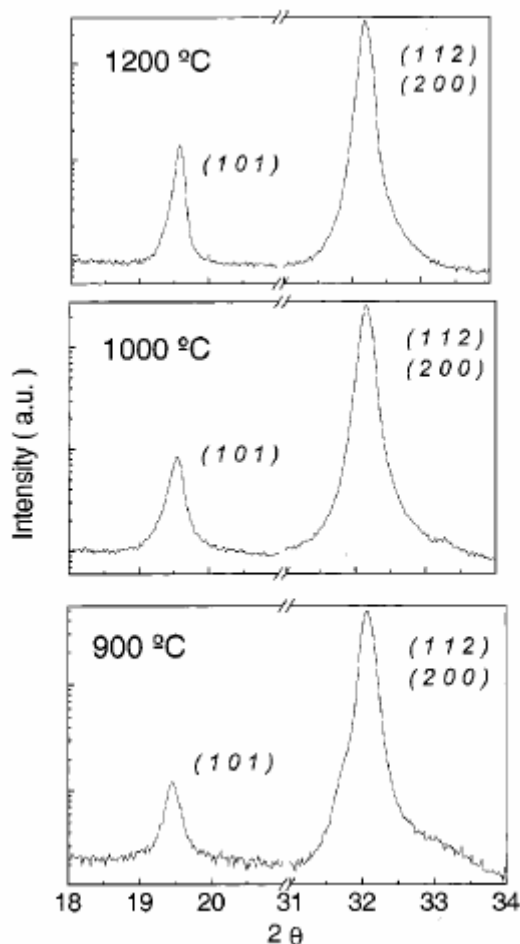 1200 ºC
(112)
(200)
(101)
1000 ºC
(112)
(200)
(101)
Intensity (a.u.)
900 ºC
(112)
(200)
(101)
18 19 20 31 32 33 34
2 θ